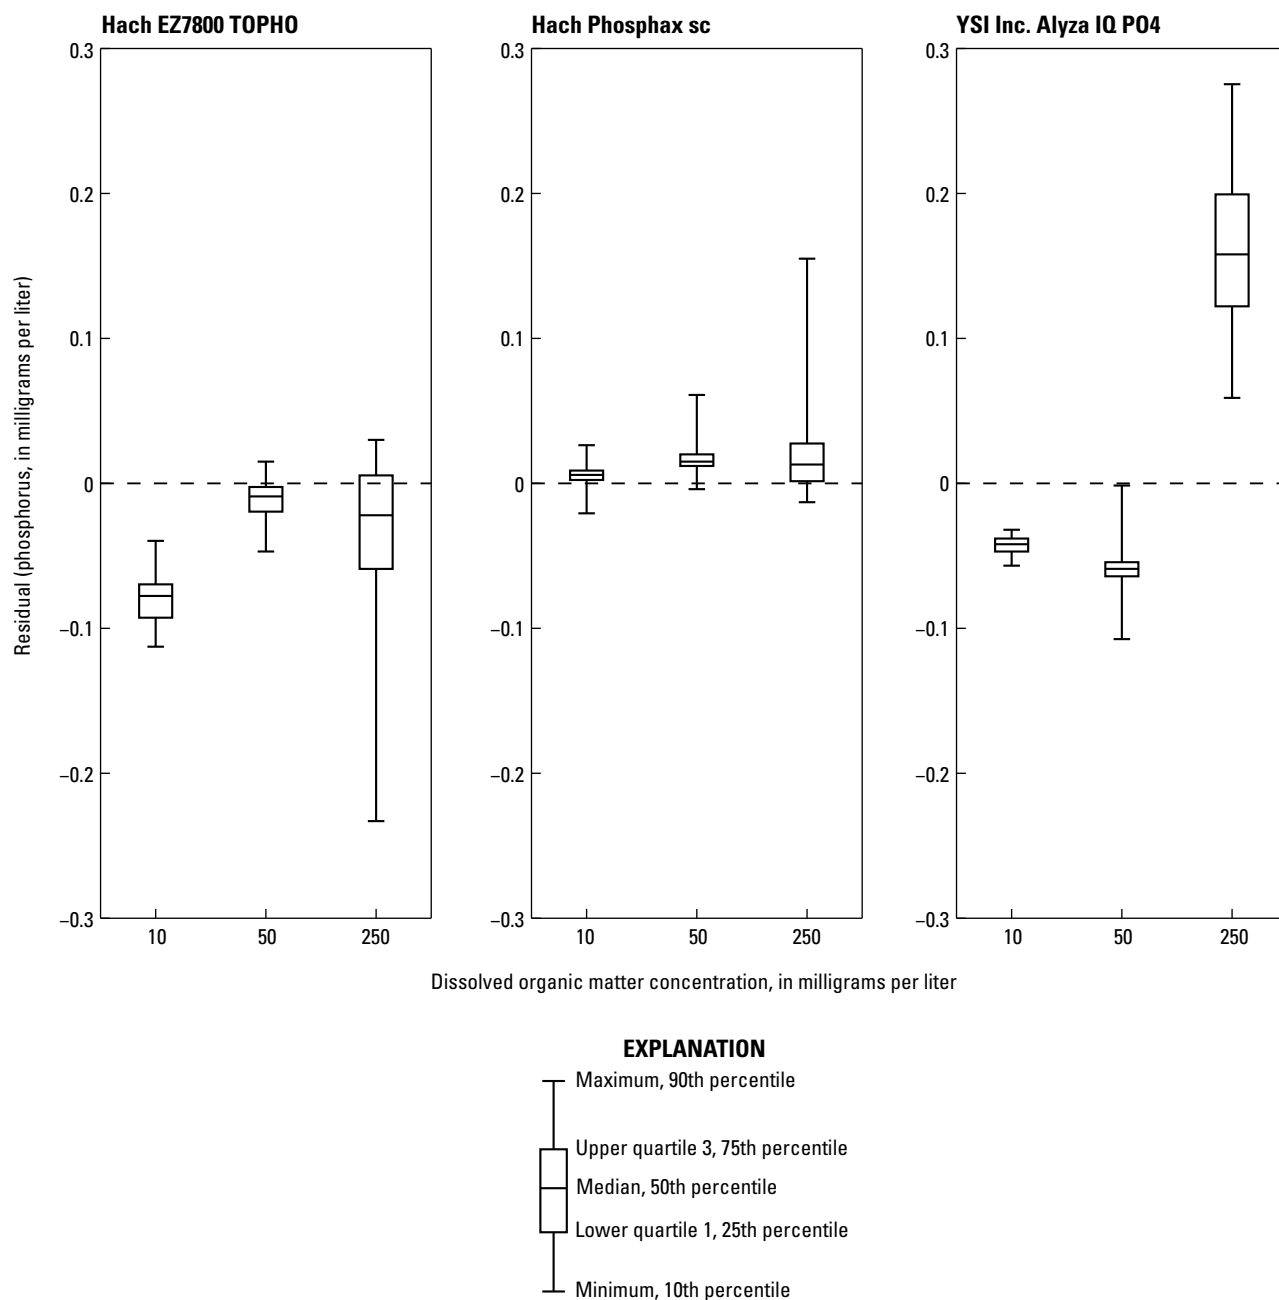 Hach EZ7800 TOPHO
Hach Phosphax sc
YSI Inc. Alyza IQ PO4
Residual (phosphorus, in milligrams per liter)
0.3
0.2
0.1
0
−0.1
−0.2
−0.3
10 50 250
0.3
0.2
0.1
0
−0.1
−0.2
−0.3
10 50 250
0.3
0.2
0.1
0
−0.1
−0.2
−0.3
10 50 250
Dissolved organic matter concentration, in milligrams per liter
EXPLANATION
Maximum, 90th percentile
Upper quartile 3, 75th percentile
Median, 50th percentile
Lower quartile 1, 25th percentile
Minimum, 10th percentile